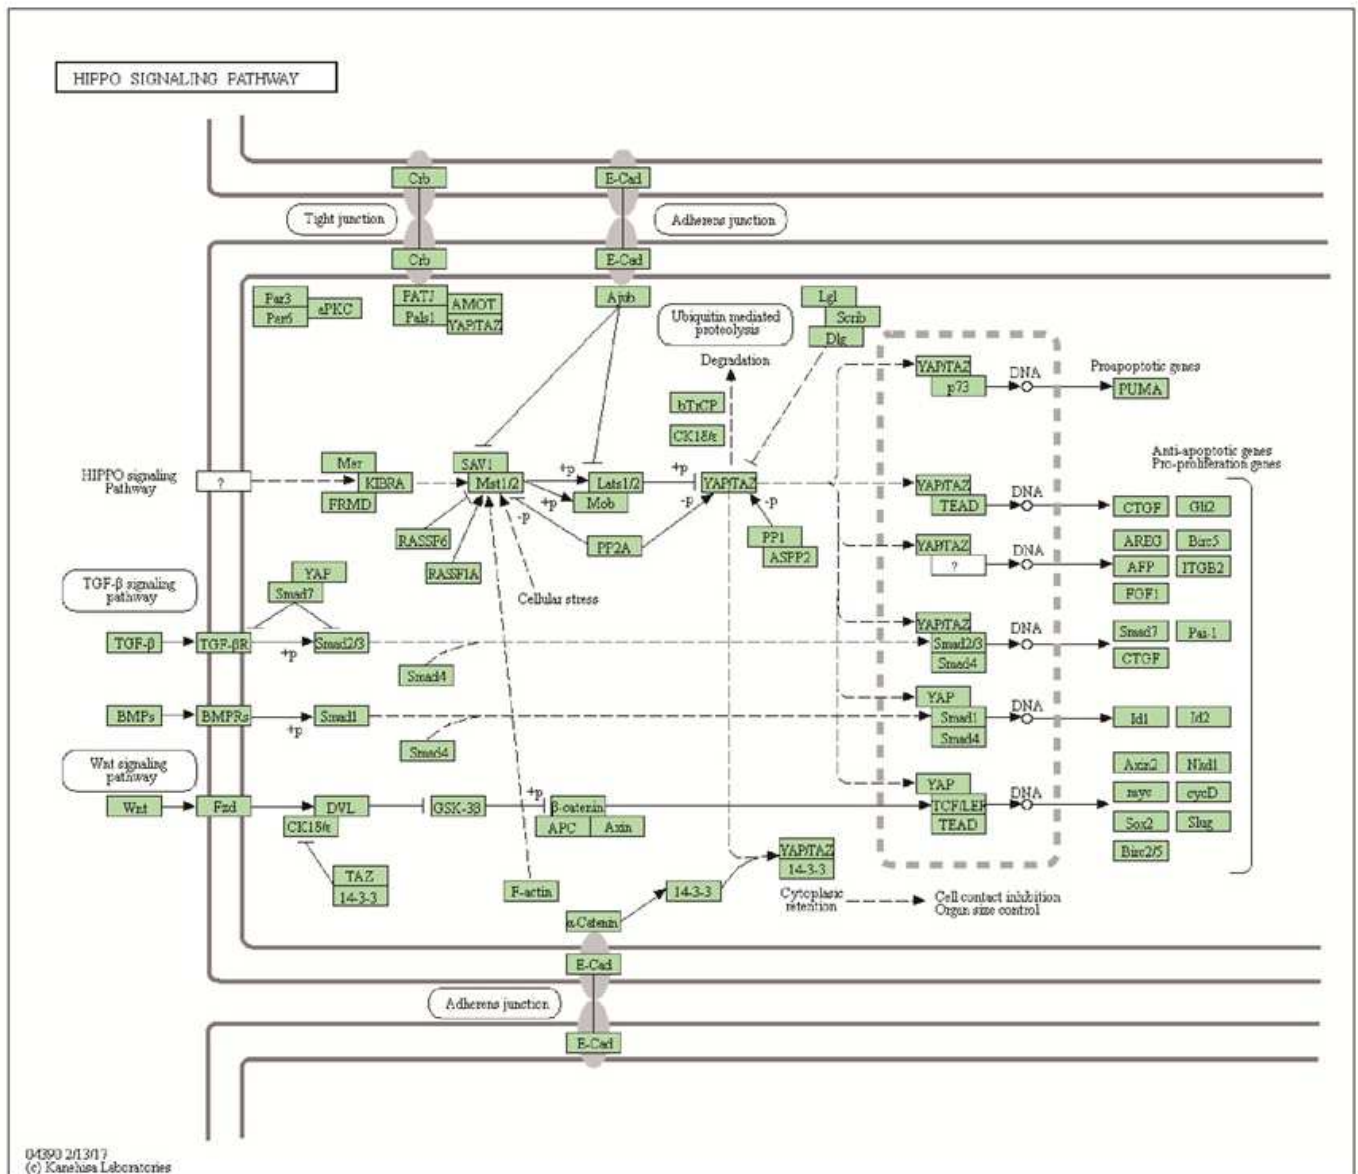 HIPPO SIGNALING PATHWAY
Crb
E-Cad
Tight junction
Adherens junction
Crb
E-Cad
Par3
Par6
aPKC
PATJ
Pals1
AMOT
YAP/TAZ
Ajub
Ubiquitin mediated
proteolysis
Lgl
Scrib
Dlg
Degradation
YAP/TAZ
p73
DNA
Proapoptotic genes
PUMA
bTrCP
CK1δ/ε
Anti-apoptotic genes
Pro-proliferation genes
HIPPO signaling
Pathway
?
Mer
KIBRA
FRMD
SAV1
Mst1/2
+p
+p
Lats1/2
Mob
+p
YAP/TAZ
-p
-p
-p
YAP/TAZ
TEAD
DNA
CTGF
Gli2
RASSF6
RASSF1A
PP2A
PP1
ASPP2
YAP/TAZ
?
DNA
AREG
Birc5
AFP
ITGB2
FGF1
Cellular stress
TGF-β signaling
pathway
YAP
Smad7
TGF-β
TGF-βR
+p
Smad2/3
Smad4
YAP/TAZ
Smad2/3
Smad4
DNA
Smad7
Pai-1
CTGF
BMPs
BMPRs
+p
Smad1
Smad4
YAP
Smad1
Smad4
DNA
Id1
Id2
Wnt signaling
pathway
Wnt
Fzd
DVL
CK1δ/ε
GSK-3β
+p
β-catenin
APC
Axin
YAP
TCF/LEF
TEAD
DNA
Axin2
Nkd1
myc
cycD
Sox2
Slug
Birc2/5
TAZ
14-3-3
F-actin
α-Catenin
14-3-3
YAP/TAZ
14-3-3
Cytoplasic
retention
Cell contact inhibition
Organ size control
E-Cad
Adherens junction
E-Cad
04390 2/13/17
(c) Kanehisa Laboratories